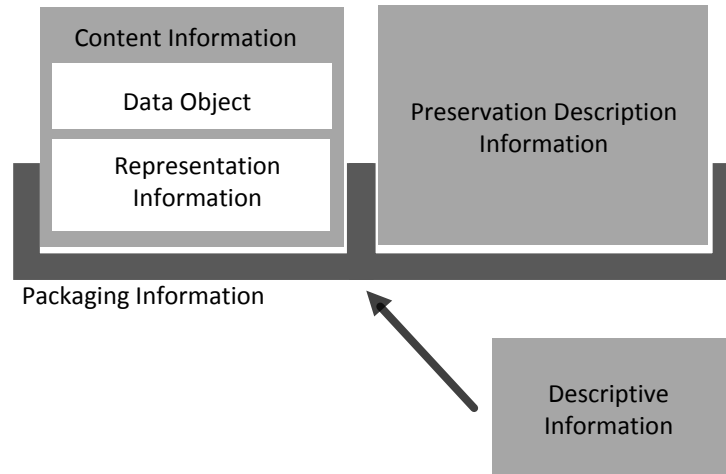 Content Information
Data Object
Representation
Information
Preservation Description
Information
Packaging Information
Descriptive
Information